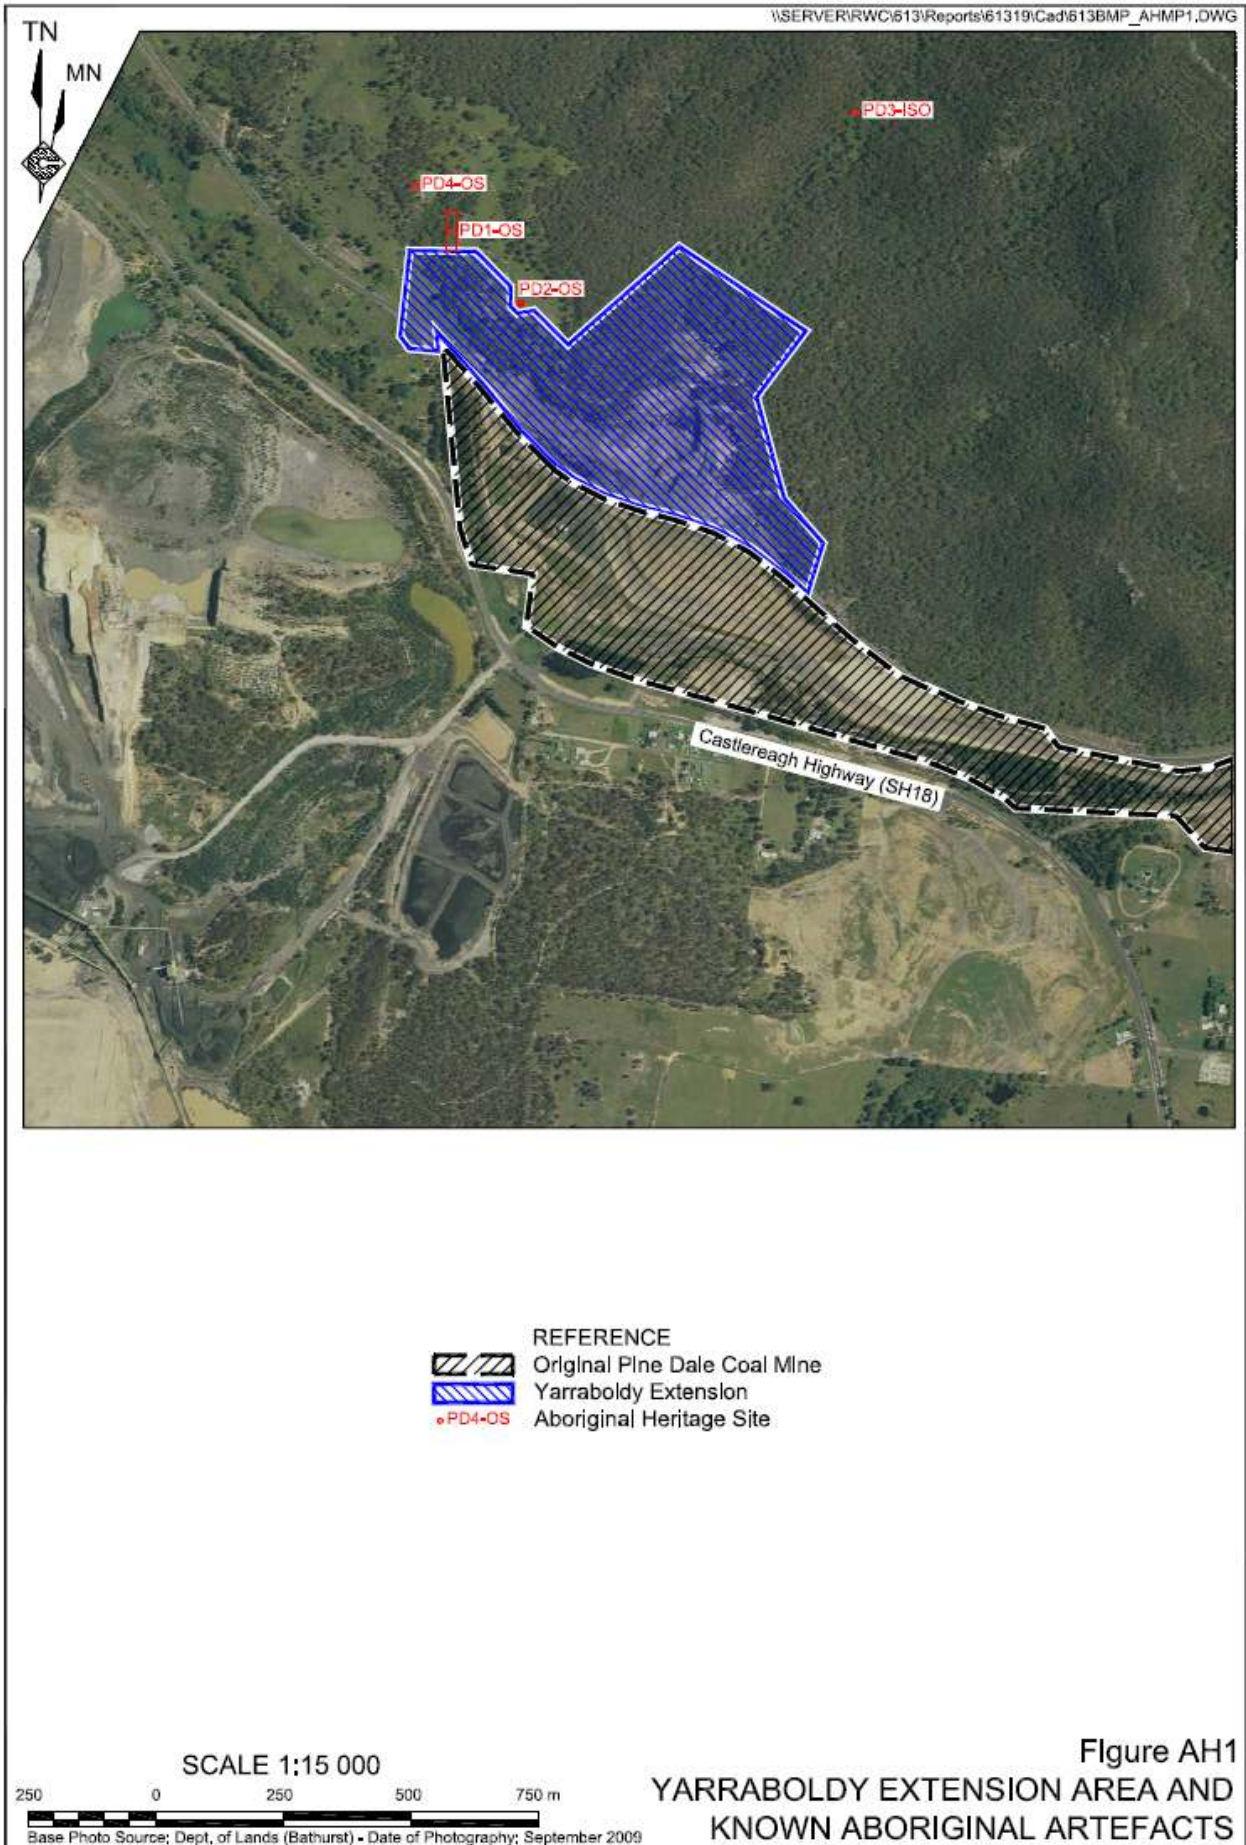 \\SERVER\RWC\613\Reports\61319\Cad\613BMP_AHMP1.DWG
TN
MN
PD3-ISO
PD4-OS
PD1-OS
PD2-OS
Castlereagh Highway (SH18)
REFERENCE
Original Pine Dale Coal Mine
Yarraboldy Extension
PD4-OS Aboriginal Heritage Site
SCALE 1:15 000
250 0 250 500 750 m
Base Photo Source; Dept, of Lands (Bathurst) - Date of Photography; September 2009
Figure AH1
YARRABOLDY EXTENSION AREA AND
KNOWN ABORIGINAL ARTEFACTS